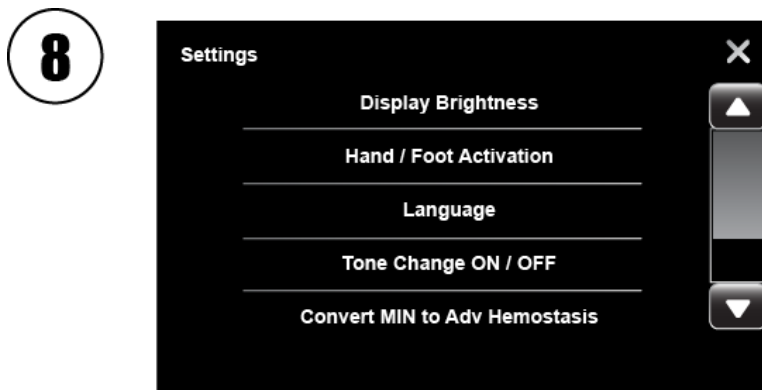 8
Settings
Display Brightness
Hand / Foot Activation
Language
Tone Change ON / OFF
Convert MIN to Adv Hemostasis